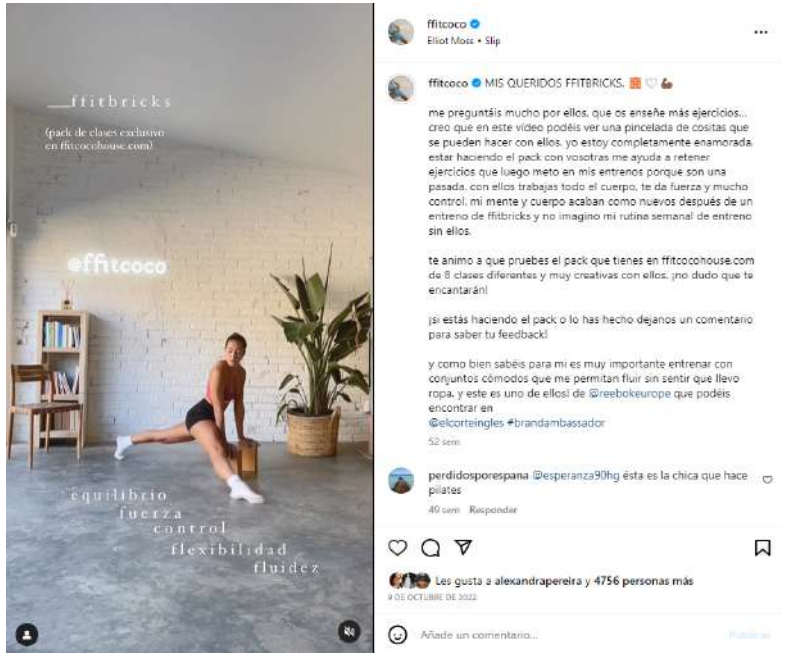 __ffitbricks
(pack de clases exclusivo
en ffitcocohouse.com)
@ffitcoco
equilibrio
fuerza
control
flexibilidad
fluidez
ffitcoco
Elliot Moss • Slip
ffitcoco MIS QUERIDOS FFITBRICKS. 🧱🤍💪🏾
me preguntáis mucho por ellos, que os enseñe más ejercicios...
creo que en este vídeo podéis ver una pincelada de cositas que
se pueden hacer con ellos. yo estoy completamente enamorada.
estar haciendo el pack con vosotras me ayuda a retener
ejercicios que luego meto en mis entrenos porque son una
pasada. con ellos trabajas todo el cuerpo, te da fuerza y mucho
control. mi mente y cuerpo acaban como nuevos después de un
entreno de ffitbricks y no imagino mi rutina semanal de entreno
sin ellos.
te animo a que pruebes el pack que tienes en ffitcocohouse.com
de 8 clases diferentes y muy creativas con ellos. ¡no dudo que te
encantarán!
¡si estás haciendo el pack o lo has hecho dejanos un comentario
para saber tu feedback!
y como bien sabéis para mi es muy importante entrenar con
conjuntos cómodos que me permitan fluir sin sentir que llevo
ropa. y este es uno de ellos! de @reebokeurope que podéis
encontrar en
@elcorteingles #brandambassador
52 sem
perdidosporespana @esperanza90hg ésta es la chica que hace
pilates
49 sem Responder
Les gusta a alexandrapereira y 4756 personas más
9 DE OCTUBRE DE 2022
Añade un comentario...
Publicar